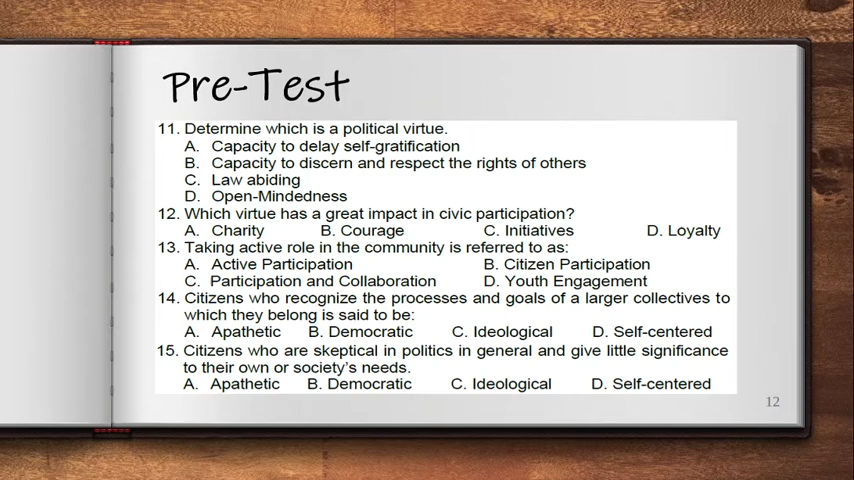 Pre-Test
11. Determine which is a political virtue.
A. Capacity to delay self-gratification
B. Capacity to discern and respect the rights of others
C. Law abiding
D. Open-Mindedness
12. Which virtue has a great impact in civic participation?
A. Charity B. Courage C. Initiatives D. Loyalty
13. Taking active role in the community is referred to as:
A. Active Participation B. Citizen Participation
C. Participation and Collaboration D. Youth Engagement
14. Citizens who recognize the processes and goals of a larger collectives to
which they belong is said to be:
A. Apathetic B. Democratic C. Ideological D. Self-centered
15. Citizens who are skeptical in politics in general and give little significance
to their own or society's needs.
A. Apathetic B. Democratic C. Ideological D. Self-centered
12